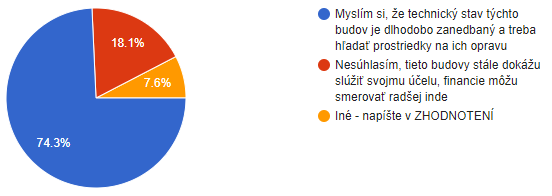 18.1%
7.6%
74.3%
Myslím si, že technický stav týchto
budov je dlhodobo zanedbaný a treba
hľadať prostriedky na ich opravu
Nesúhlasím, tieto budovy stále dokážu
slúžiť svojmu účelu, financie môžu
smerovať radšej inde
Iné - napíšte v ZHODNOTENÍ